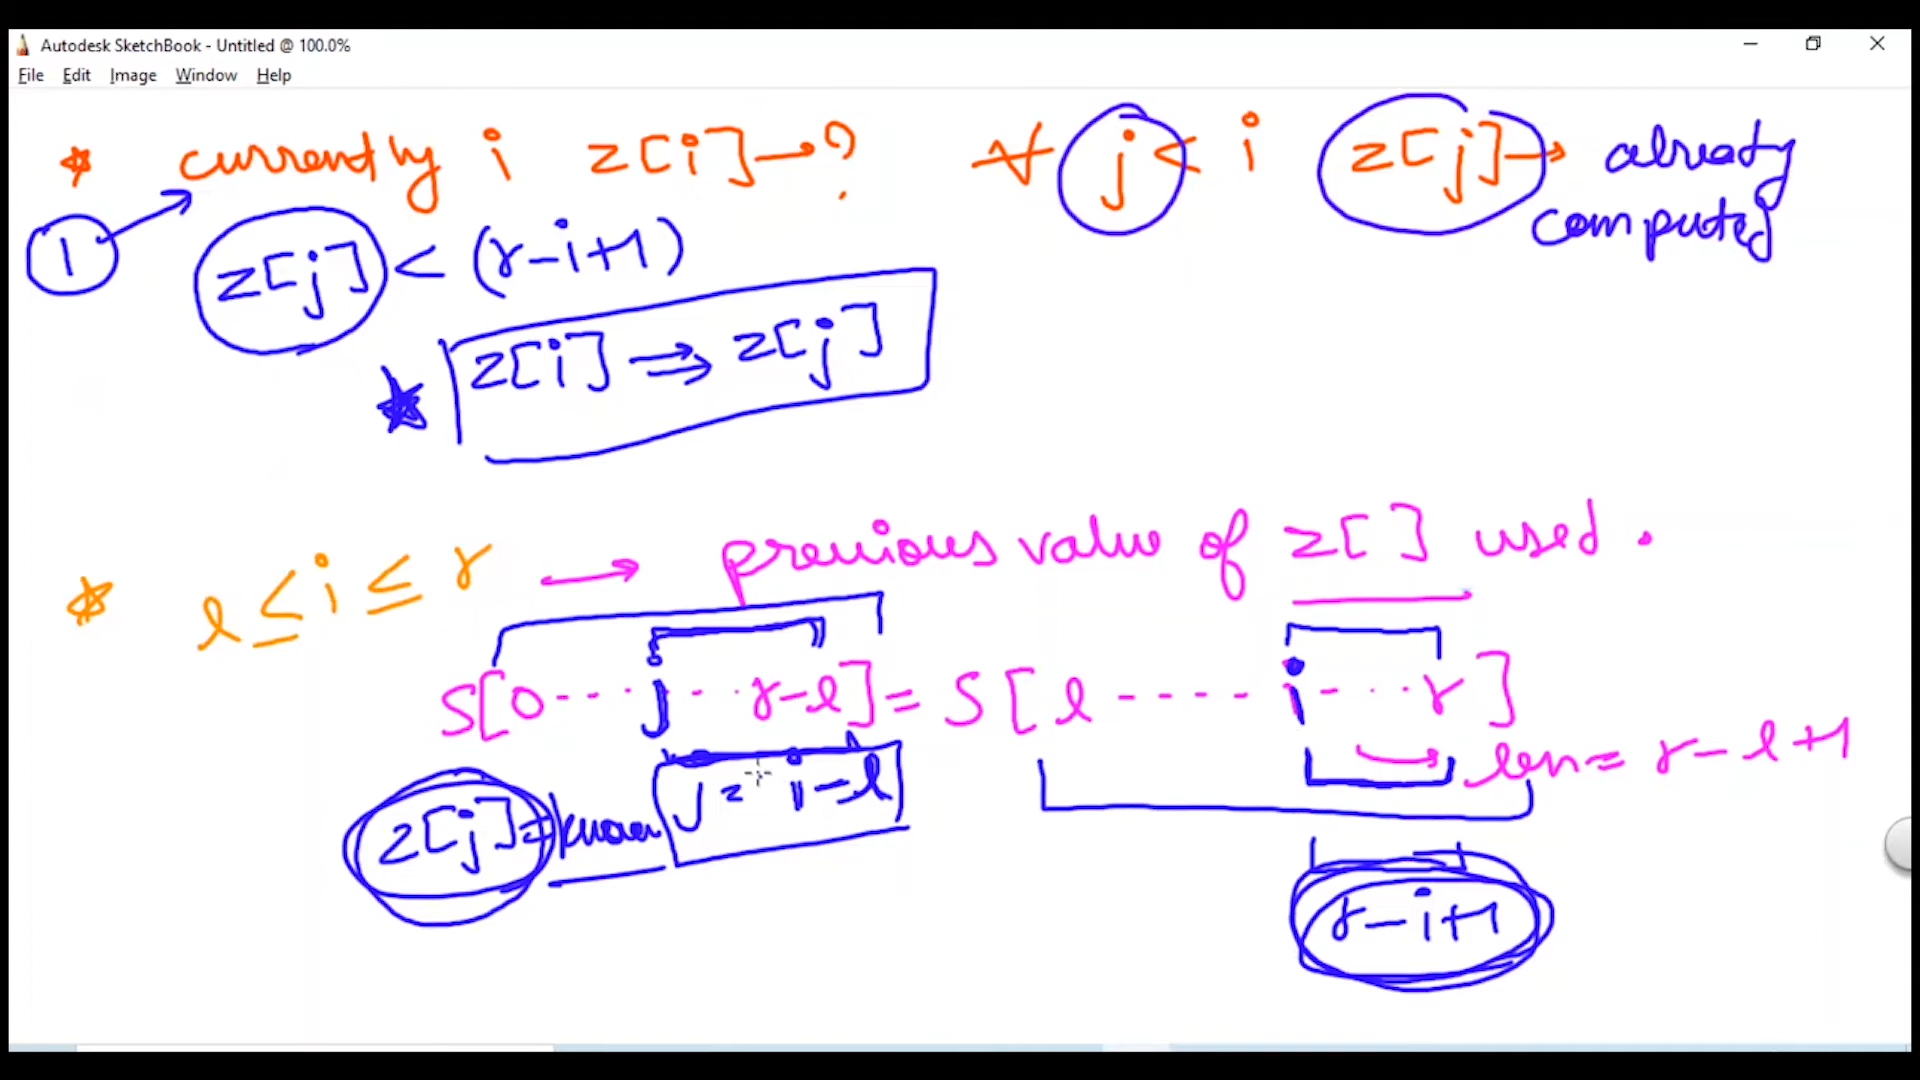 Autodesk SketchBook - Untitled @ 100.0%
File Edit Image Window Help
* currently i z[i] → ? ∀ j < i z[j] → already computed
1 → z[j] < (r-i+1)
* z[i] ⇒ z[j]
* l ≤ i ≤ r → previous value of z[ ] used.
S[0 --- j -- r-l] = S[l ----- i - -- r]
→ len = r-l+1
z[j] = known j = i-l
r-i+1